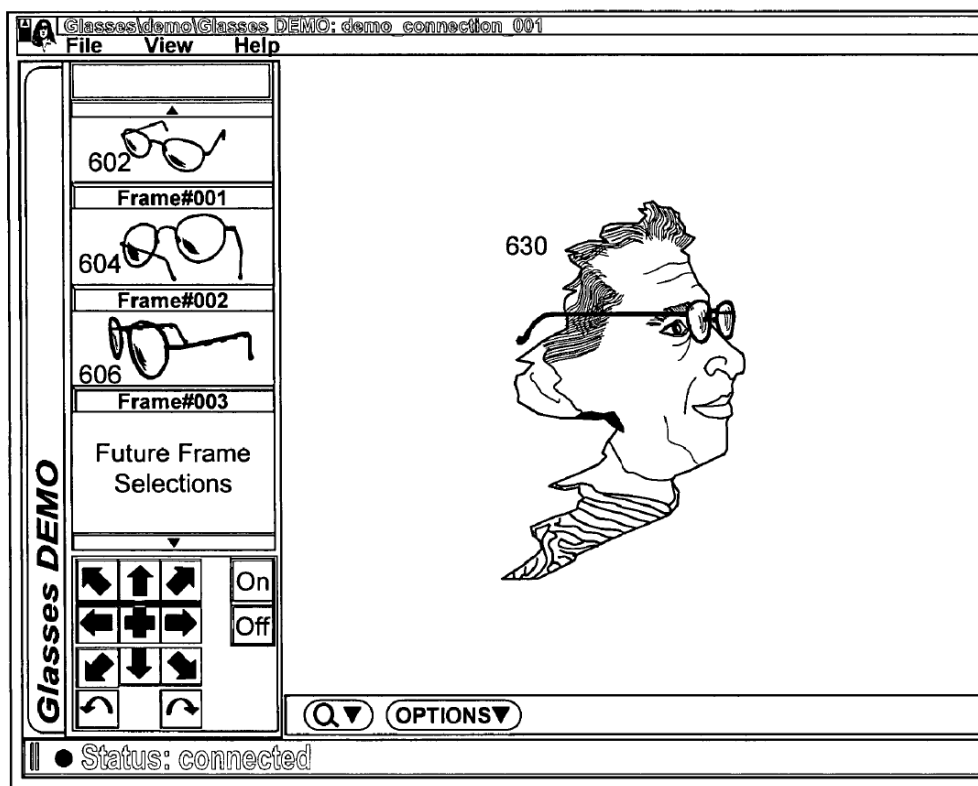 Glasses\demo\Glasses DEMO: demo_connection_001
File View Help
602
Frame#001
604
Frame#002
606
Frame#003
Future Frame
Selections
630
Glasses DEMO
On
Off
OPTIONS▼
Status: connected